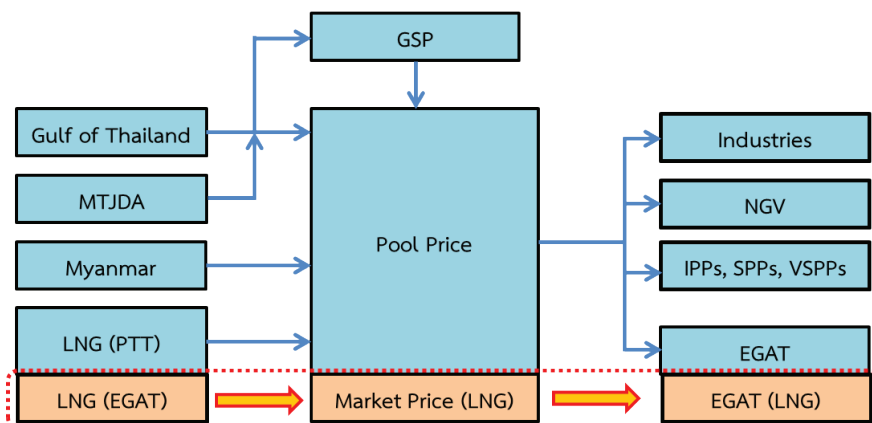 GSP
Gulf of Thailand
MTJDA
Myanmar
LNG (PTT)
LNG (EGAT)
Pool Price
Market Price (LNG)
Industries
NGV
IPPs, SPPs, VSPPs
EGAT
EGAT (LNG)